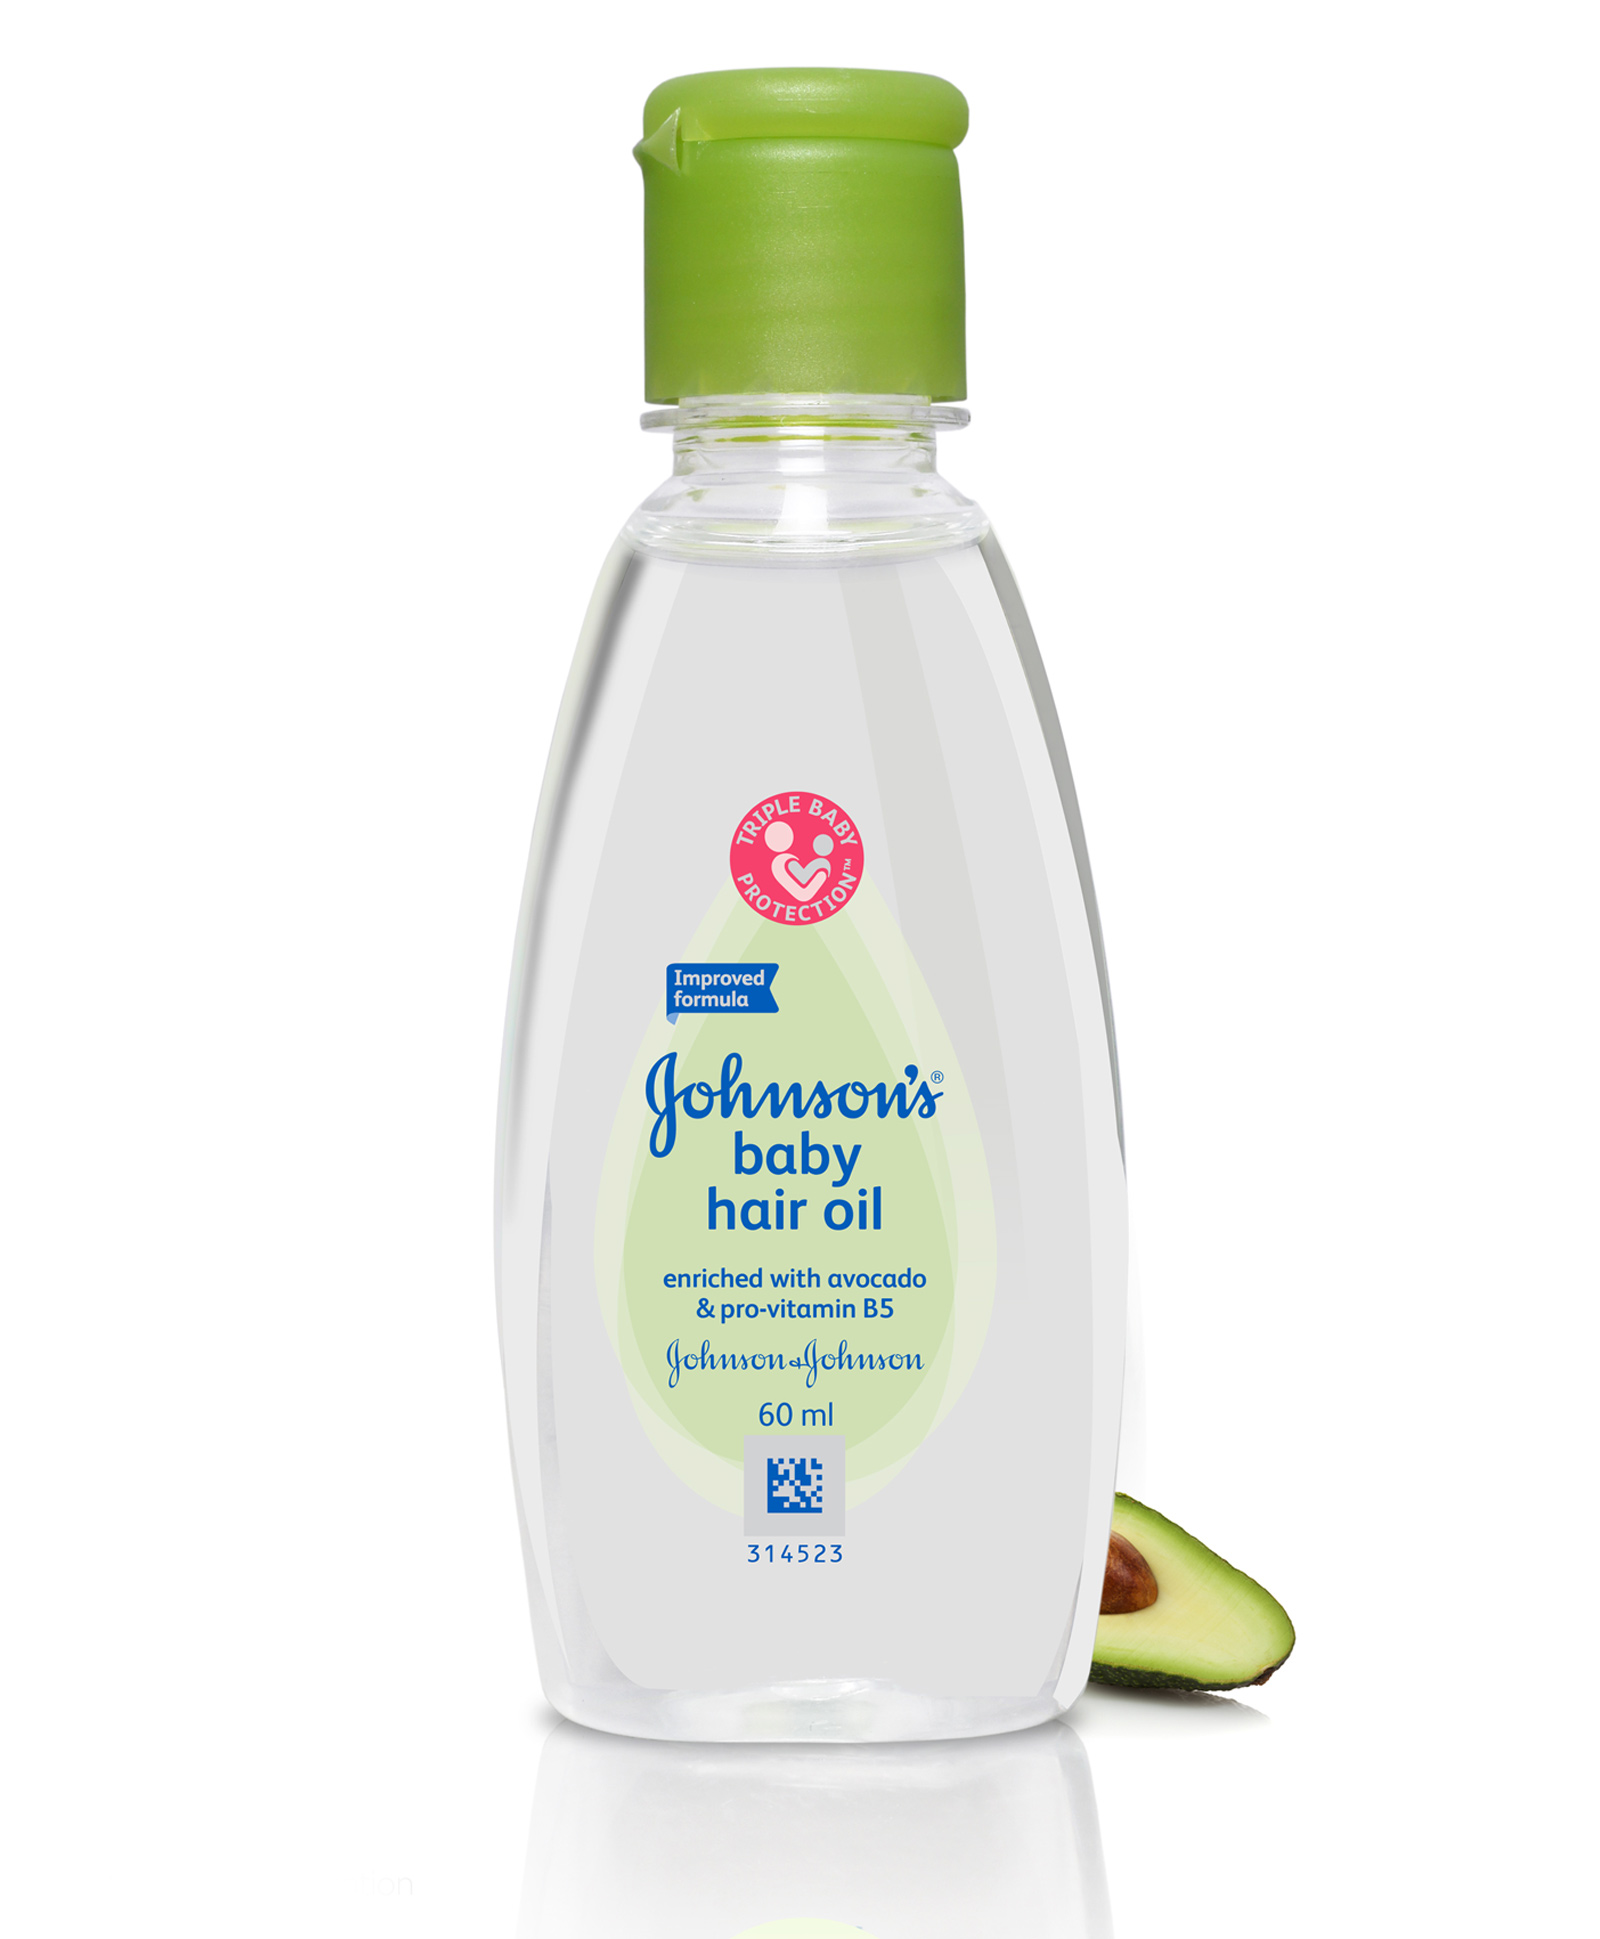 TRIPLE BABY
PROTECTION™
Improved
formula
Johnson's®
baby
hair oil
enriched with avocado
& pro-vitamin B5
Johnson & Johnson
60 ml
314523